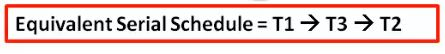 Equivalent Serial Schedule = T1 → T3 → T2